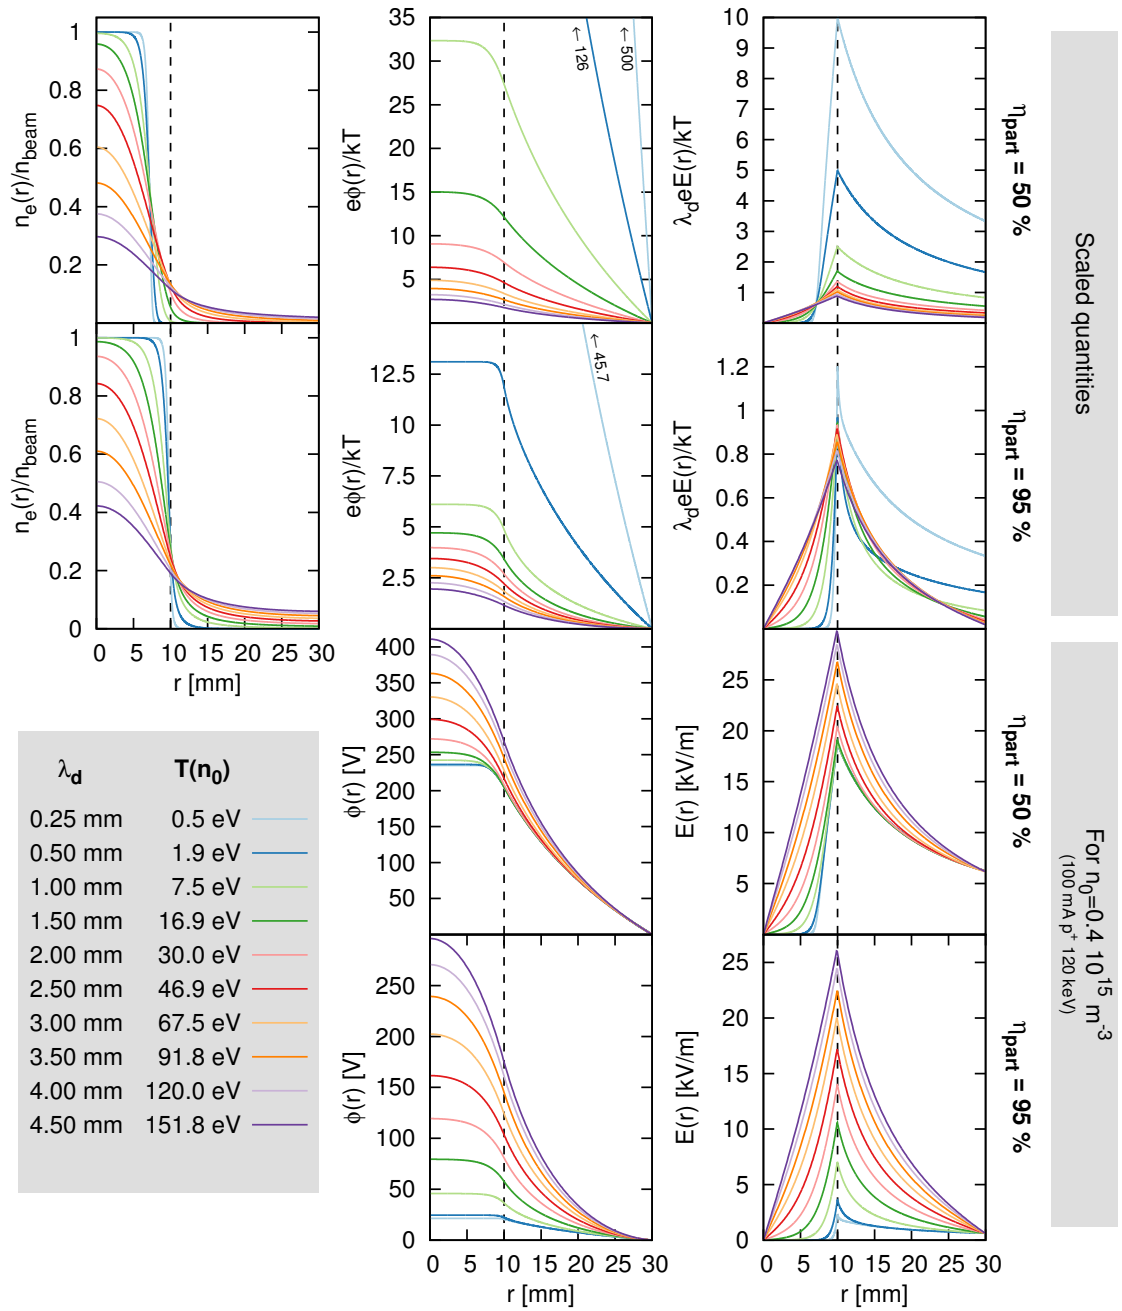 1
0.8
0.6
0.4
0.2
n_e(r)/n_beam
35
30
25
20
15
10
5
eϕ(r)/kT
← 126
← 500
10
9
8
7
6
5
4
3
2
1
λ_d eE(r)/kT
η_part = 50 %
Scaled quantities
1
0.8
0.6
0.4
0.2
0
n_e(r)/n_beam
0 5 10 15 20 25 30
r [mm]
12.5
7.5
5
2.5
eϕ(r)/kT
← 45.7
1.2
1
0.8
0.6
0.4
0.2
λ_d eE(r)/kT
η_part = 95 %
400
350
300
250
200
150
100
50
ϕ(r) [V]
25
20
15
10
5
E(r) [kV/m]
η_part = 50 %
For n_0=0.4 10^15 m^-3
(100 mA p^+ 120 keV)
λ_d T(n_0)
0.25 mm 0.5 eV
0.50 mm 1.9 eV
1.00 mm 7.5 eV
1.50 mm 16.9 eV
2.00 mm 30.0 eV
2.50 mm 46.9 eV
3.00 mm 67.5 eV
3.50 mm 91.8 eV
4.00 mm 120.0 eV
4.50 mm 151.8 eV
250
200
150
100
50
0
ϕ(r) [V]
0 5 10 15 20 25 30
r [mm]
25
20
15
10
5
0
E(r) [kV/m]
0 5 10 15 20 25 30
r [mm]
η_part = 95 %